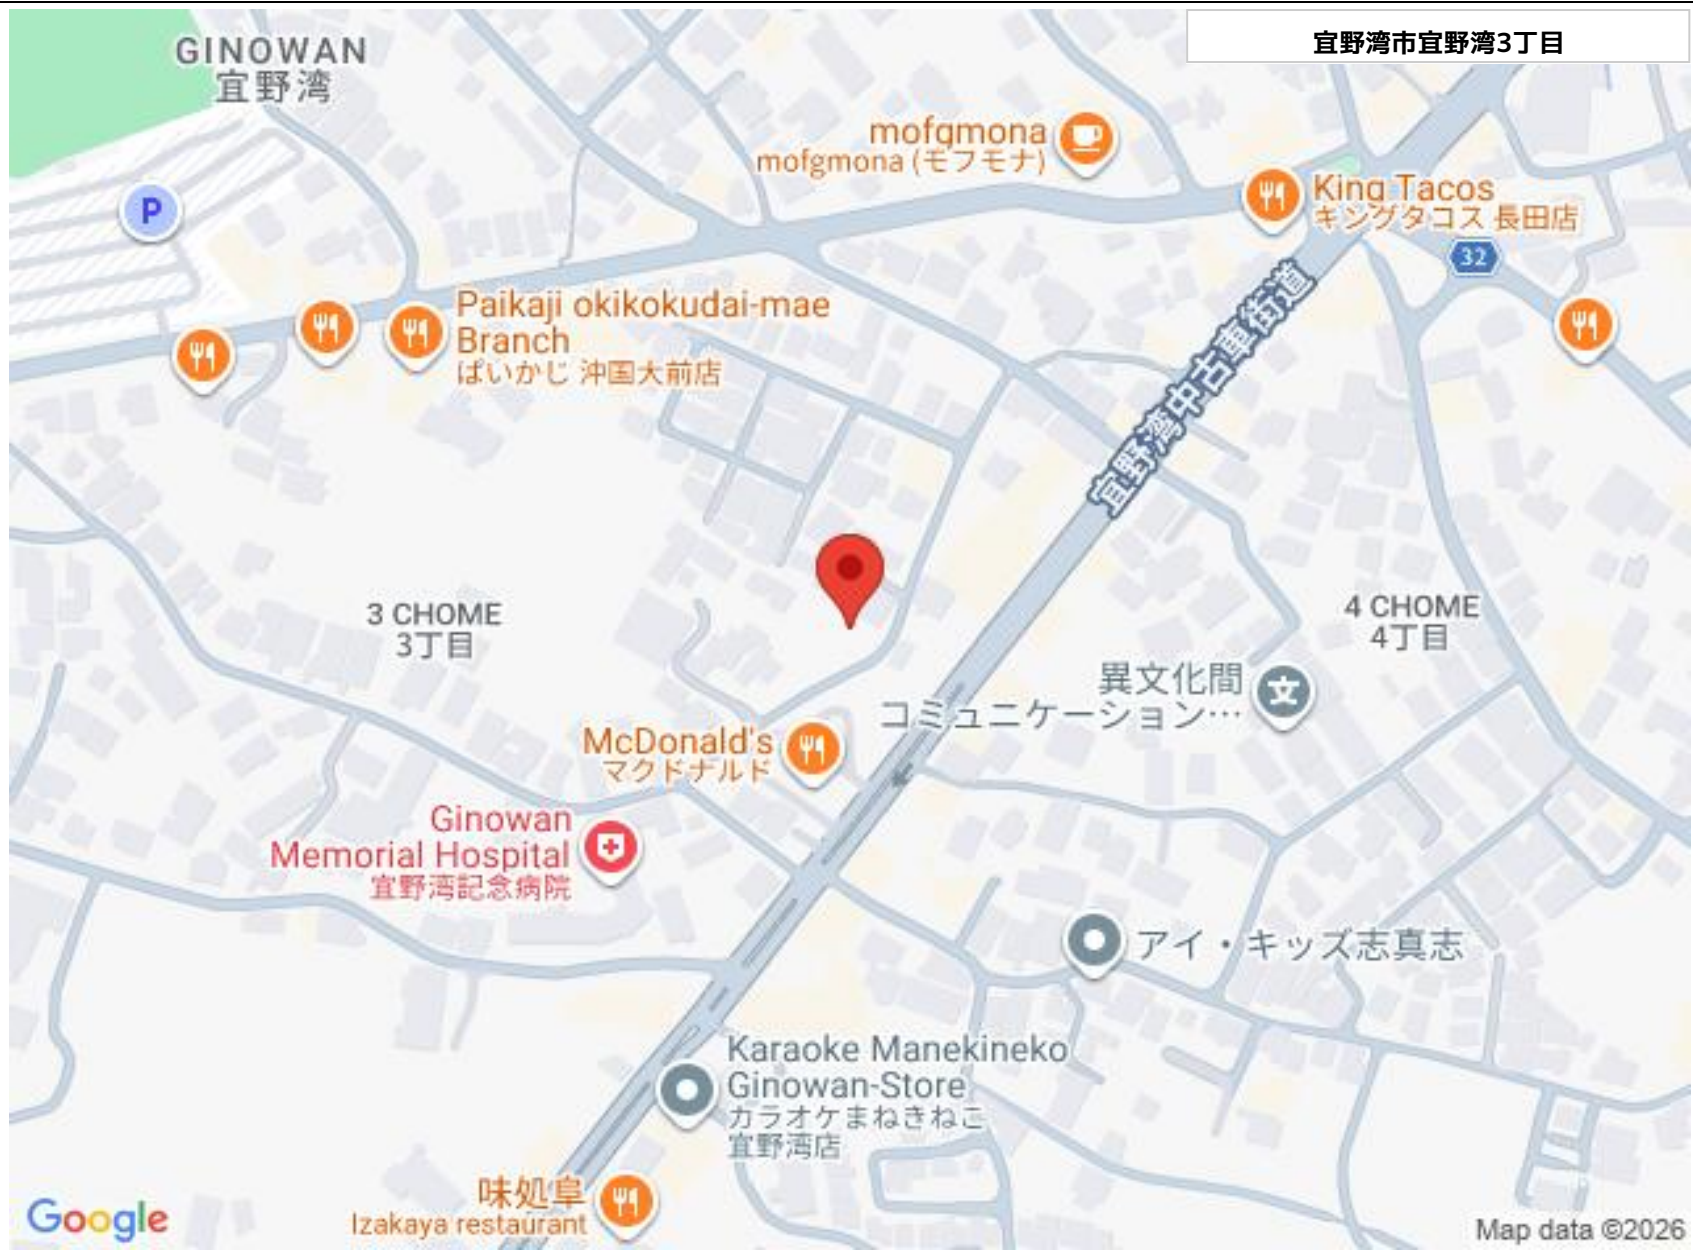 宜野湾市宜野湾3丁目
GINOWAN
宜野湾
mofgmona
mofgmona (モフモナ)
King Tacos
キングタコス 長田店
32
P
Paikaji okikokudai-mae
Branch
ぱいかじ 沖国大前店
宜野湾中古車街道
3 CHOME
3丁目
4 CHOME
4丁目
異文化間
コミュニケーション…
文
McDonald's
マクドナルド
Ginowan
Memorial Hospital
宜野湾記念病院
アイ・キッズ志真志
Karaoke Manekineko
Ginowan-Store
カラオケまねきねこ
宜野湾店
味処阜
Izakaya restaurant
Google
Map data ©2026